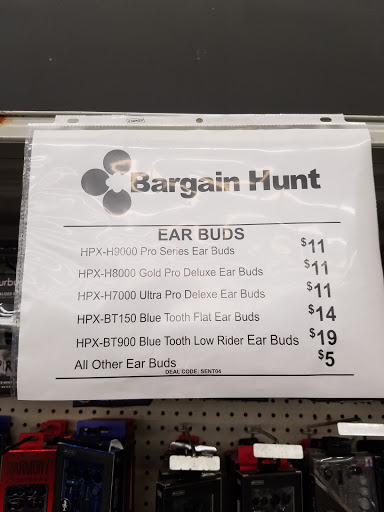 Bargain Hunt
EAR BUDS
HPX-H9000 Pro Series Ear Buds $11
HPX-H8000 Gold Pro Deluxe Ear Buds $11
HPX-H7000 Ultra Pro Delexe Ear Buds $11
HPX-BT150 Blue Tooth Flat Ear Buds $14
HPX-BT900 Blue Tooth Low Rider Ear Buds $19
All Other Ear Buds $5
DEAL CODE: SENT04
HARMONY